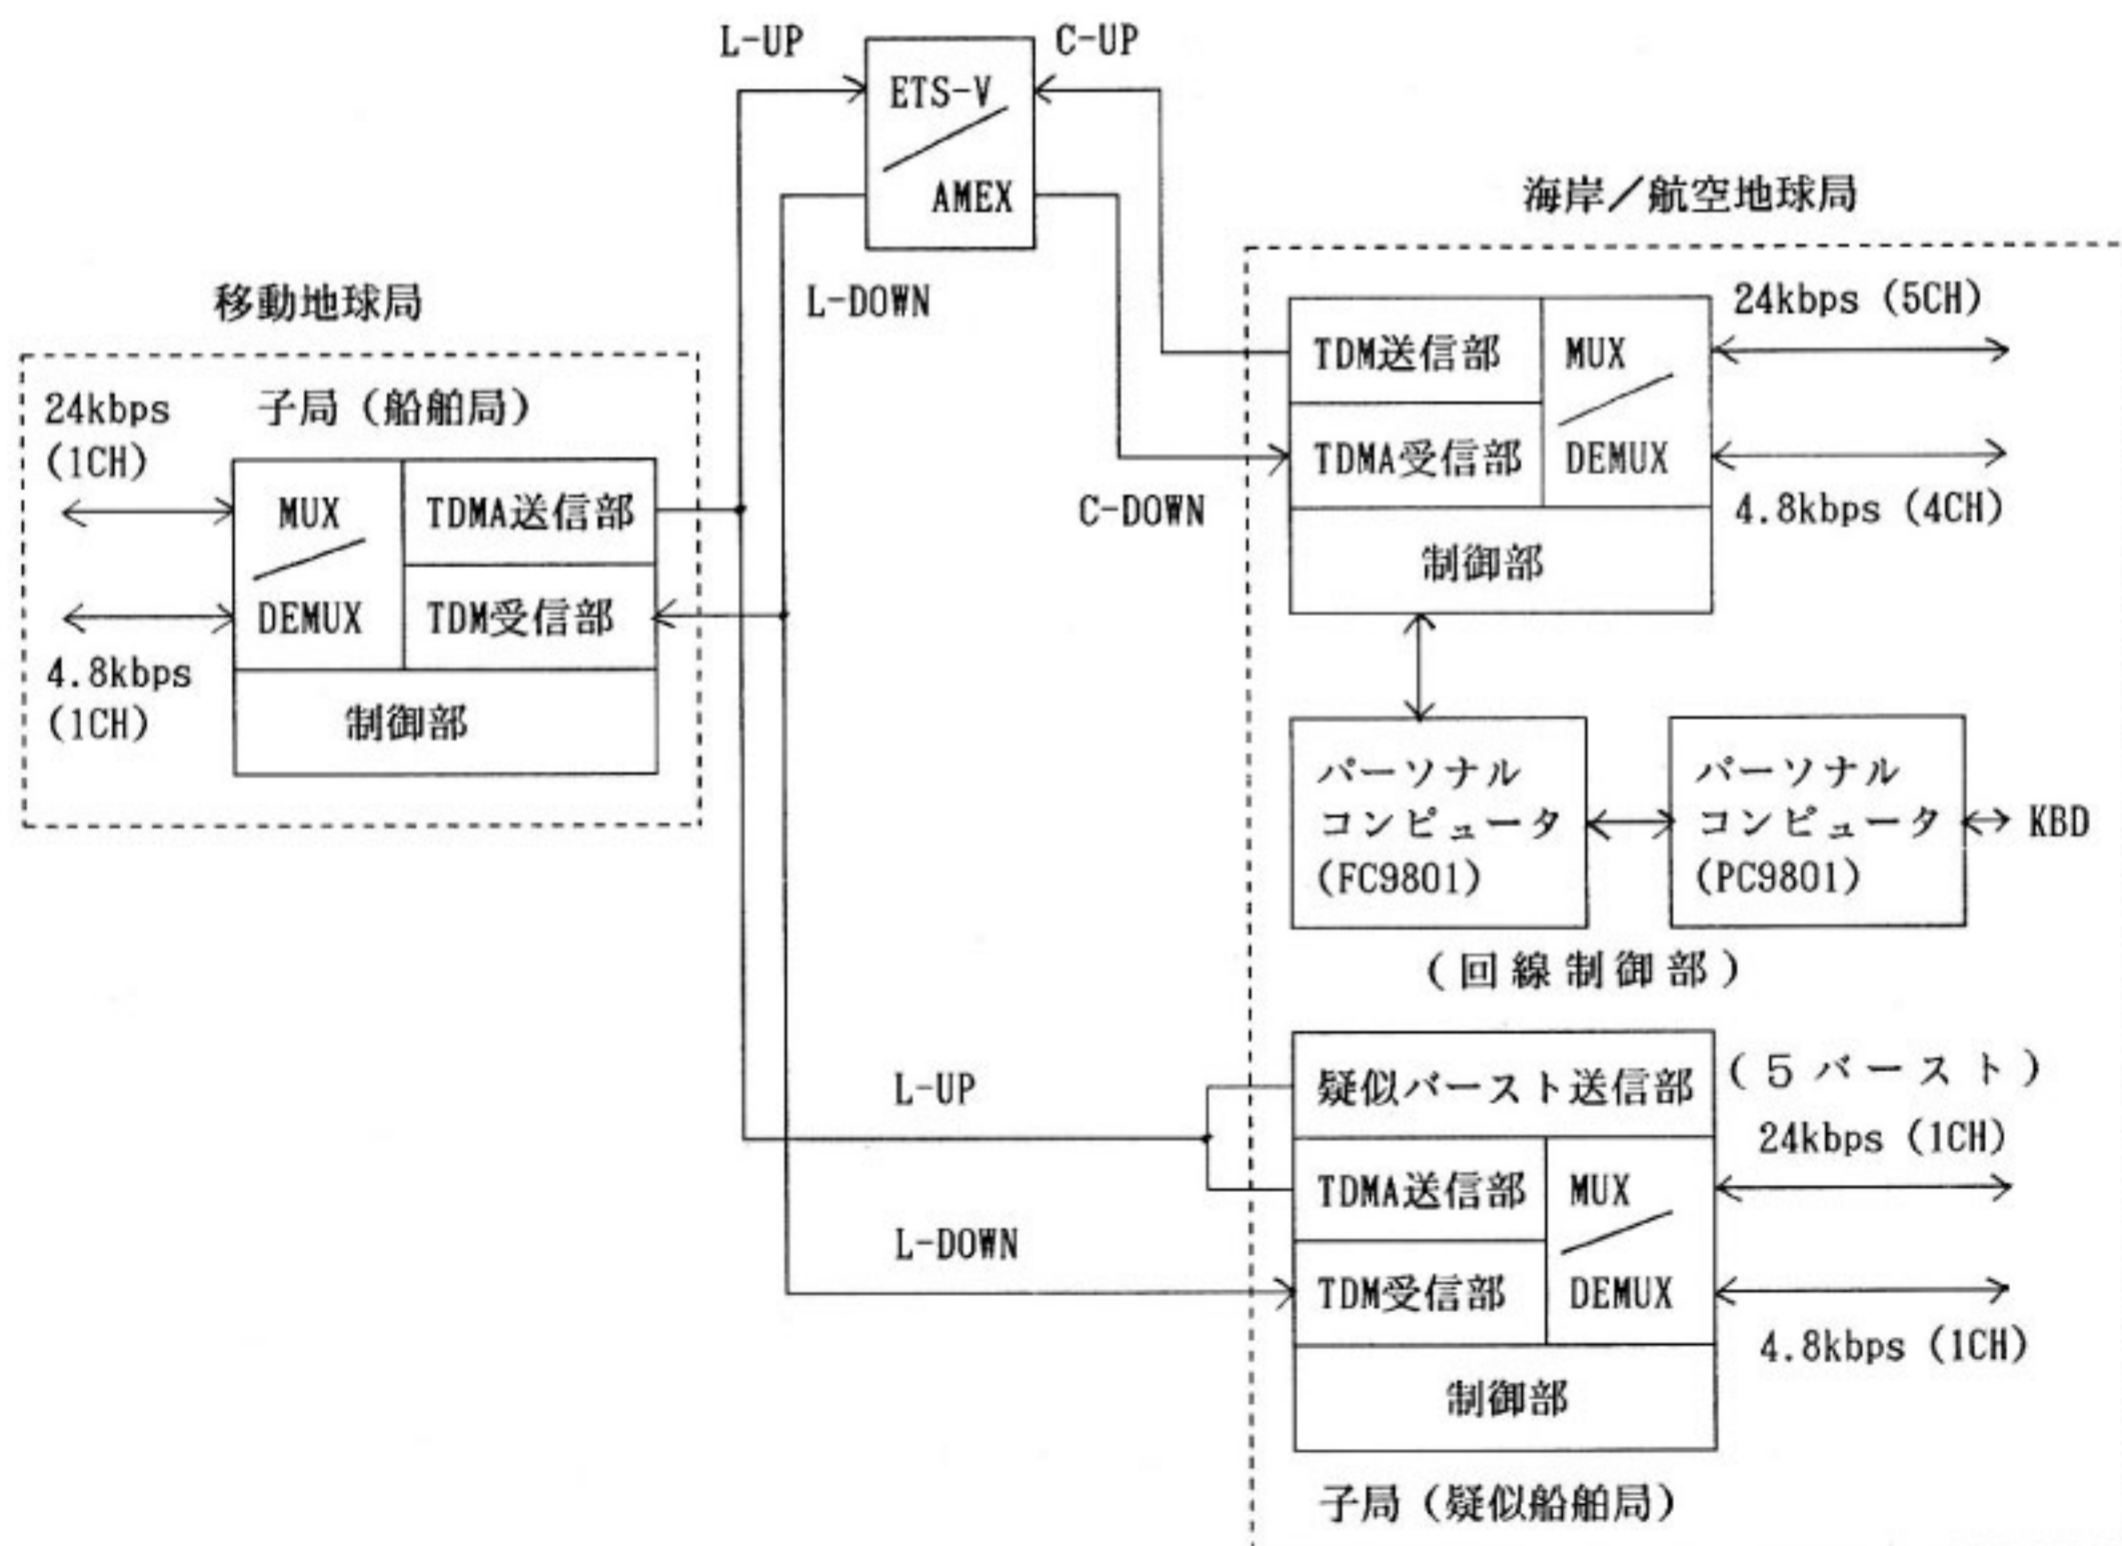 L-UP
C-UP
ETS-V
AMEX
L-DOWN
C-DOWN
移動地球局
24kbps
(1CH)
子局(船舶局)
MUX
DEMUX
TDMA送信部
TDM受信部
4.8kbps
(1CH)
制御部
海岸/航空地球局
TDM送信部
TDMA受信部
MUX
DEMUX
24kbps (5CH)
4.8kbps (4CH)
制御部
パーソナル
コンピュータ
(FC9801)
パーソナル
コンピュータ
(PC9801)
KBD
(回線制御部)
L-UP
L-DOWN
疑似バースト送信部
(5バースト)
TDMA送信部
TDM受信部
MUX
DEMUX
24kbps (1CH)
4.8kbps (1CH)
制御部
子局(疑似船舶局)